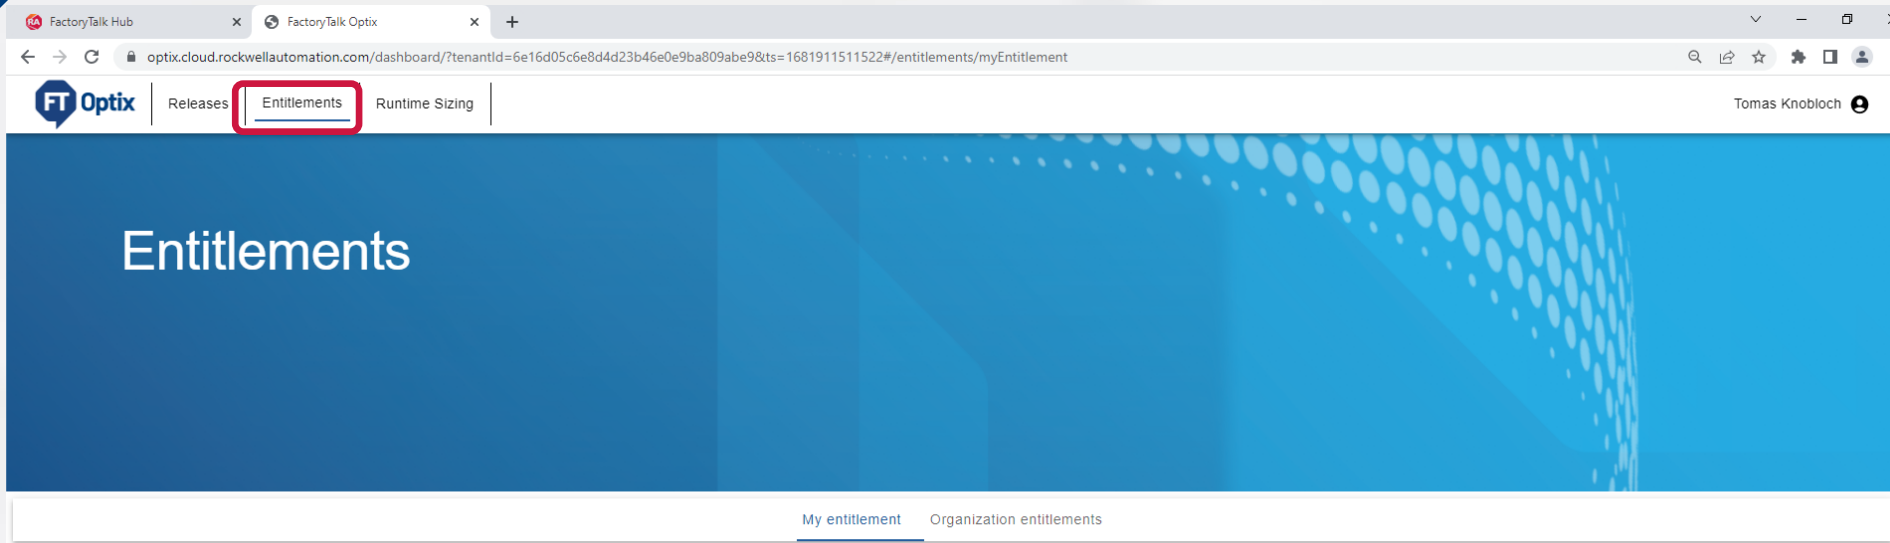 FactoryTalk Hub
FactoryTalk Optix
optix.cloud.rockwellautomation.com/dashboard/?tenantId=6e16d05c6e8d4d23b46e0e9ba809abe9&ts=1681911511522#/entitlements/myEntitlement
FT Optix Releases Entitlements Runtime Sizing Tomas Knobloch
Entitlements
My entitlement Organization entitlements